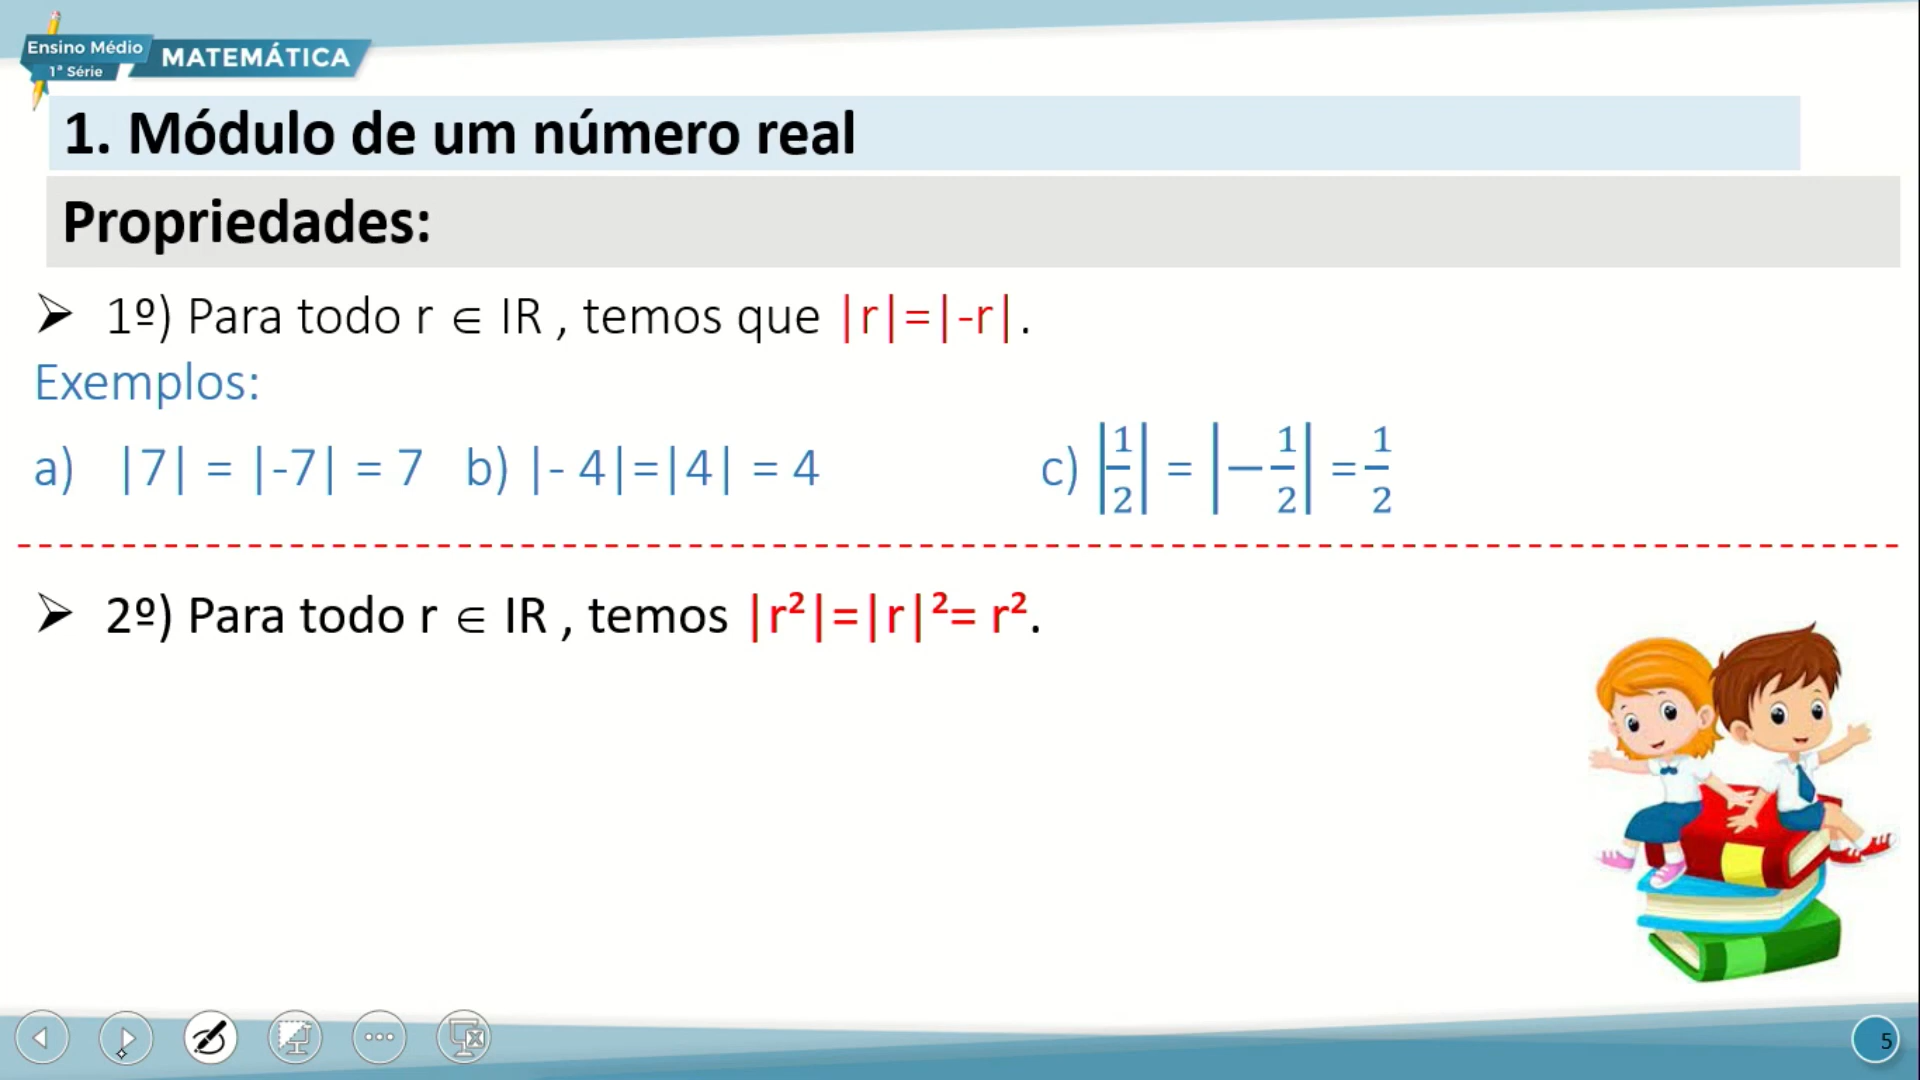 Ensino Médio
1ª Série
MATEMÁTICA
1. Módulo de um número real
Propriedades:
➢ 1º) Para todo r ∈ IR , temos que |r|=|-r|.
Exemplos:
a) |7| = |-7| = 7 b) |- 4|=|4| = 4 c) |1/2| = |−1/2| = 1/2
➢ 2º) Para todo r ∈ IR , temos |r²|=|r|²= r².
5